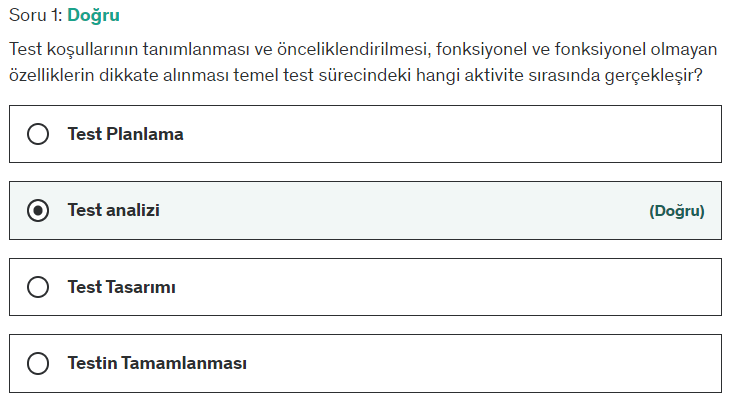 Soru 1: Doğru
Test koşullarının tanımlanması ve önceliklendirilmesi, fonksiyonel ve fonksiyonel olmayan
özelliklerin dikkate alınması temel test sürecindeki hangi aktivite sırasında gerçekleşir?
Test Planlama
Test analizi (Doğru)
Test Tasarımı
Testin Tamamlanması